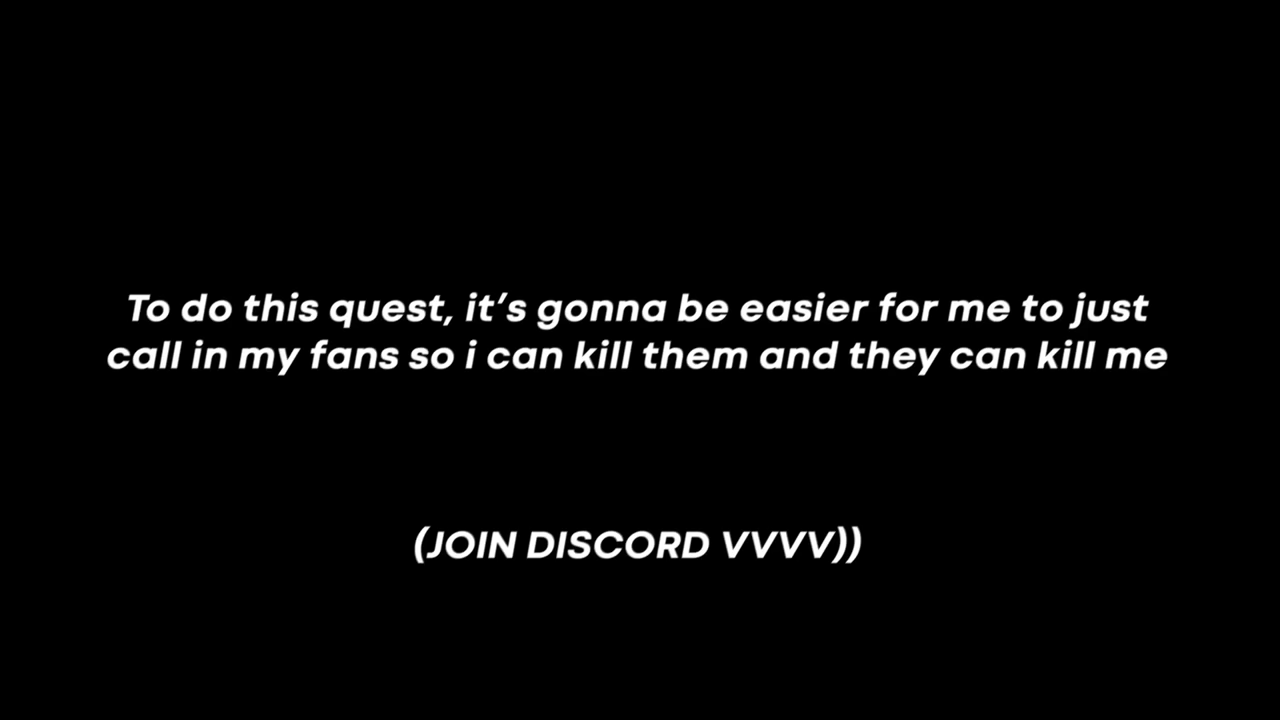 To do this quest, it’s gonna be easier for me to just
call in my fans so i can kill them and they can kill me
(JOIN DISCORD VVVV))